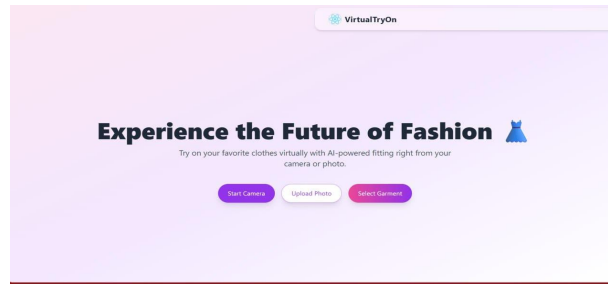 VirtualTryOn
Experience the Future of Fashion 👗
Try on your favorite clothes virtually with AI-powered fitting right from your
camera or photo.
Start Camera
Upload Photo
Select Garment